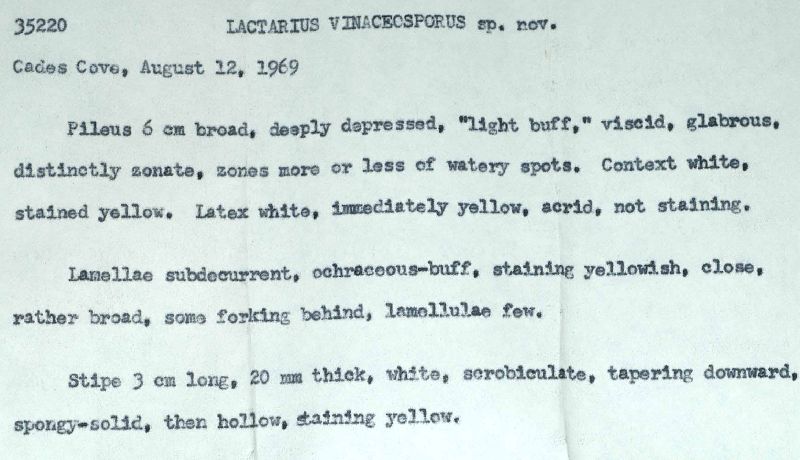 35220 LACTARIUS VINACEOSPORUS sp. nov.
Cades Cove, August 12, 1969
Pileus 6 cm broad, deeply depressed, "light buff," viscid, glabrous,
distinctly zonate, zones more or less of watery spots. Context white,
stained yellow. Latex white, immediately yellow, acrid, not staining.
Lamellae subdecurrent, ochraceous-buff, staining yellowish, close,
rather broad, some forking behind, lamellulae few.
Stipe 3 cm long, 20 mm thick, white, scrobiculate, tapering downward,
spongy-solid, then hollow, staining yellow.